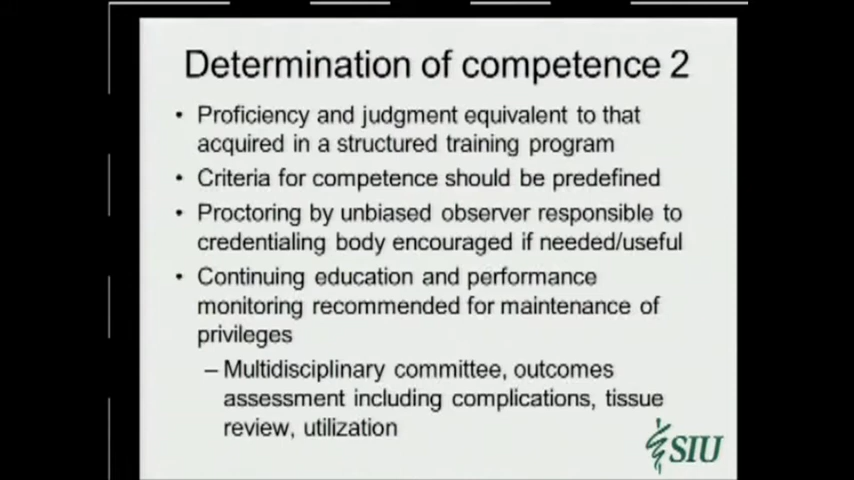 Determination of competence 2
• Proficiency and judgment equivalent to that
acquired in a structured training program
• Criteria for competence should be predefined
• Proctoring by unbiased observer responsible to
credentialing body encouraged if needed/useful
• Continuing education and performance
monitoring recommended for maintenance of
privileges
– Multidisciplinary committee, outcomes
assessment including complications, tissue
review, utilization
SIU